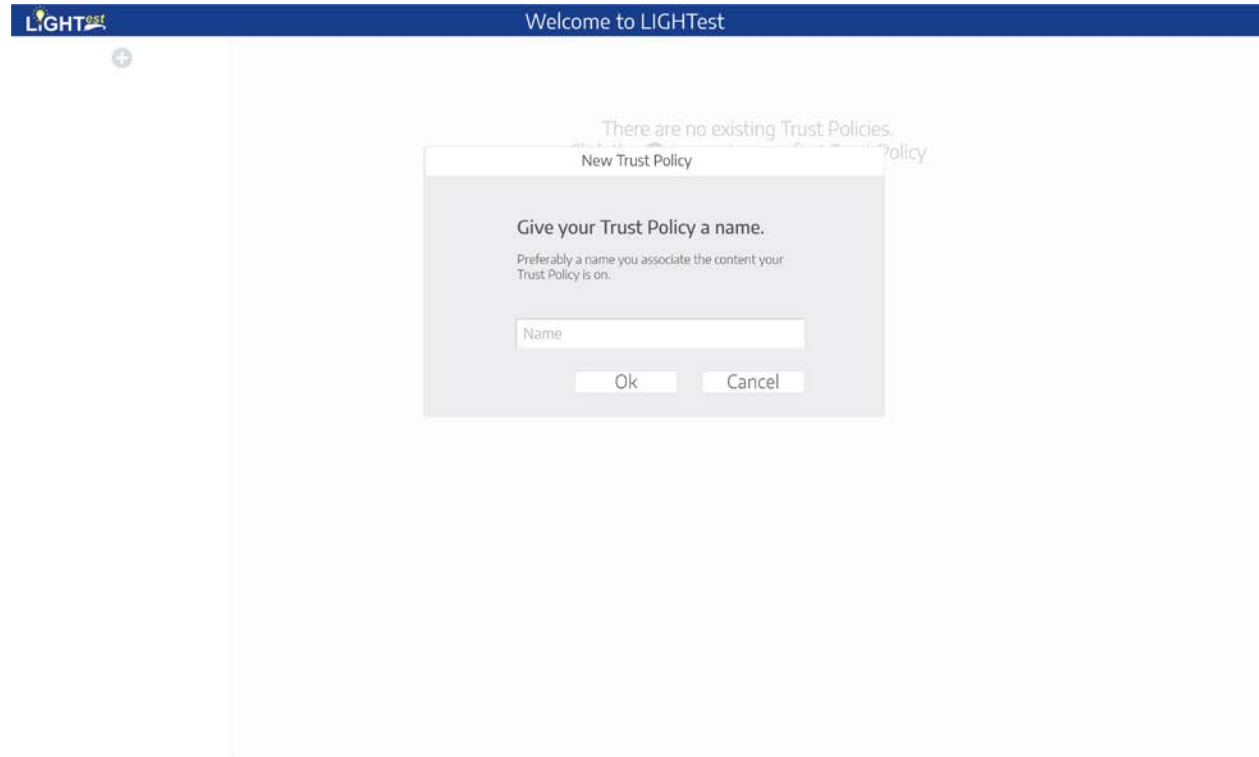 LIGHTest
Welcome to LIGHTest
There are no existing Trust Policies.
Policy
New Trust Policy
Give your Trust Policy a name.
Preferably a name you associate the content your
Trust Policy is on.
Name
Ok
Cancel